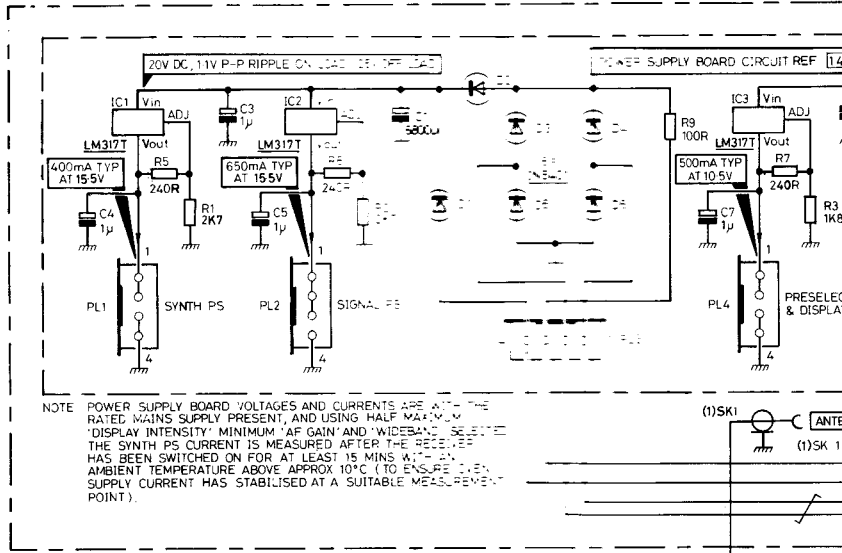 20V DC, 1.1V P-P RIPPLE ON LOAD
POWER SUPPLY BOARD CIRCUIT REF 14
IC1
Vin
ADJ
Vout
LM317T
C3
1µ
IC2
LM317T
5800µ
R9
100R
IC3
Vin
ADJ
Vout
LM317T
400mA TYP
AT 15·5V
R5
240R
650mA TYP
AT 15·5V
500mA TYP
AT 10·5V
R7
240R
C4
1µ
R1
2K7
C5
1µ
C7
1µ
R3
1K8
1
1
1
PL1
SYNTH PS
PL2
SIGNAL PS
PL4
PRESELEC
& DISPLA
4
4
4
NOTE POWER SUPPLY BOARD VOLTAGES AND CURRENTS ARE WITH THE
RATED MAINS SUPPLY PRESENT, AND USING HALF MAXIMUM
'DISPLAY INTENSITY' MINIMUM 'AF GAIN' AND 'WIDEBAND' SELECTED
THE SYNTH PS CURRENT IS MEASURED AFTER THE RECEIVER
HAS BEEN SWITCHED ON FOR AT LEAST 15 MINS WITH AN
AMBIENT TEMPERATURE ABOVE APPROX 10°C (TO ENSURE OVEN
SUPPLY CURRENT HAS STABILISED AT A SUITABLE MEASUREMENT
POINT).
(1)SK1
ANTE
(1)SK 1